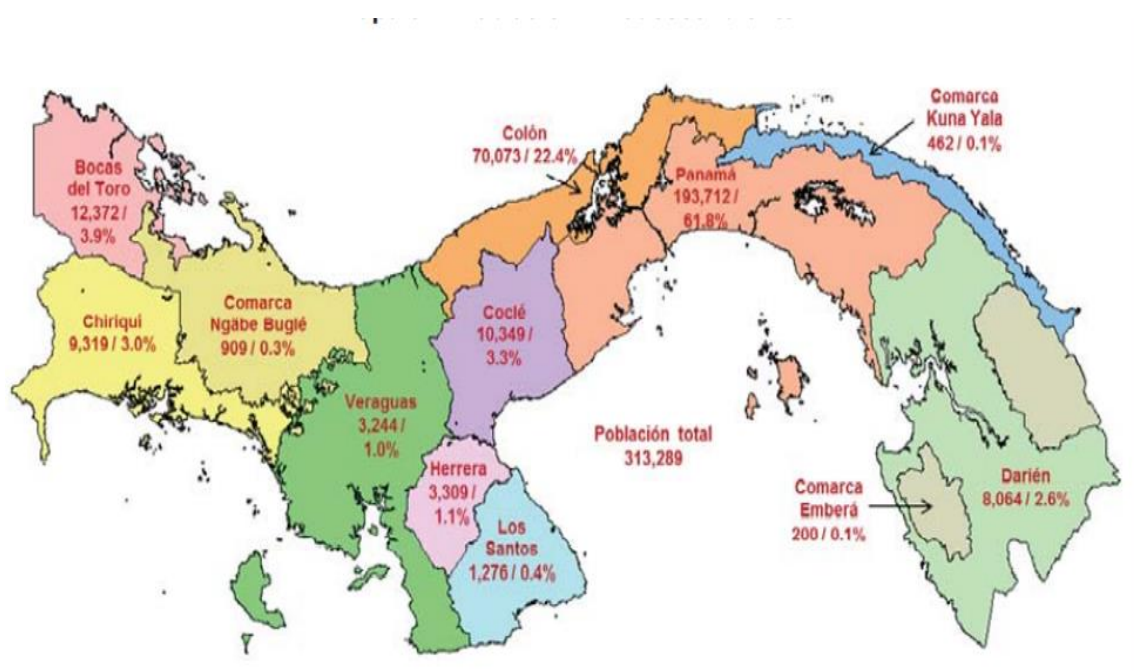 Comarca
Kuna Yala
462 / 0.1%
Colón
70,073 / 22.4%
Bocas
del Toro
12,372 /
3.9%
Panamá
193,712 /
61.8%
Comarca
Ngäbe Buglé
909 / 0.3%
Chiriquí
9,319 / 3.0%
Coclé
10,349 /
3.3%
Veraguas
3,244 /
1.0%
Población total
313,289
Herrera
3,309 /
1.1%
Darién
8,064 / 2.6%
Comarca
Emberá
200 / 0.1%
Los
Santos
1,276 / 0.4%